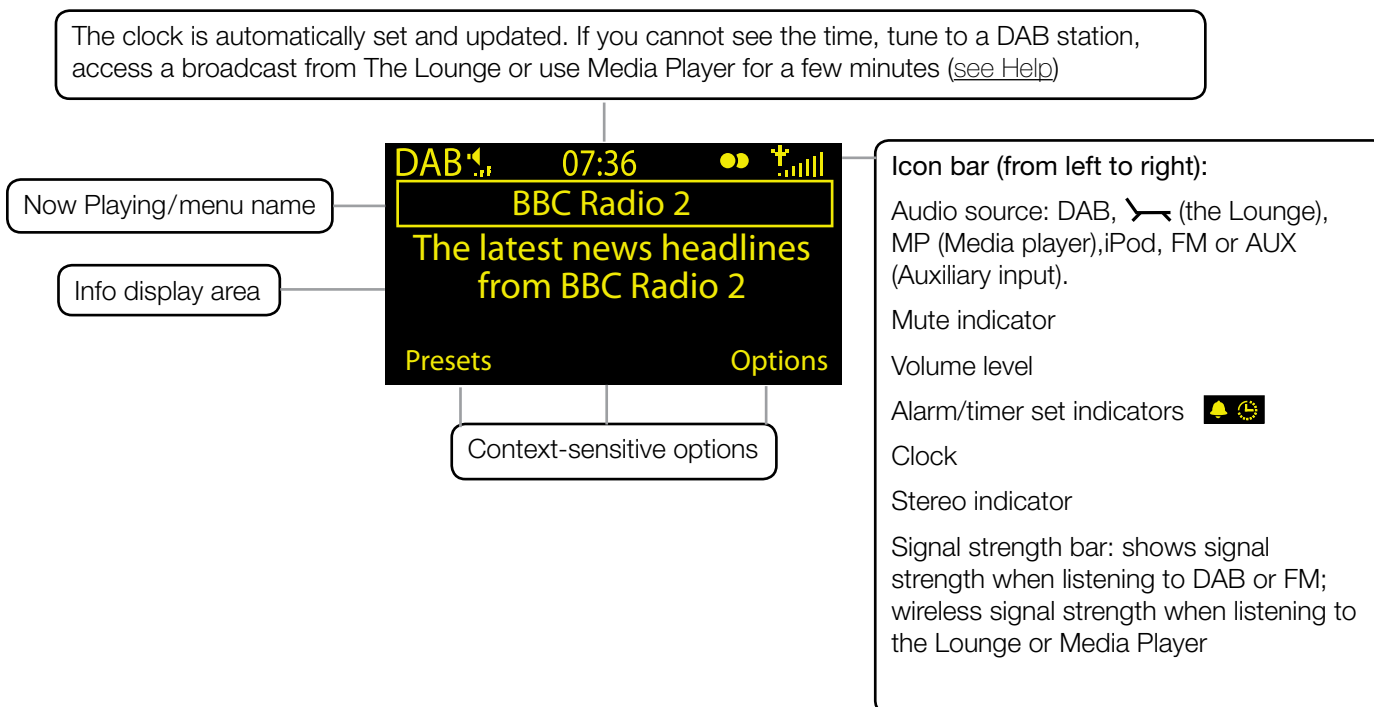 The clock is automatically set and updated. If you cannot see the time, tune to a DAB station,
access a broadcast from The Lounge or use Media Player for a few minutes (see Help)
DAB 07:36
BBC Radio 2
The latest news headlines
from BBC Radio 2
Presets Options
Now Playing/menu name
Info display area
Context-sensitive options
Icon bar (from left to right):
Audio source: DAB, (the Lounge),
MP (Media player),iPod, FM or AUX
(Auxiliary input).
Mute indicator
Volume level
Alarm/timer set indicators
Clock
Stereo indicator
Signal strength bar: shows signal
strength when listening to DAB or FM;
wireless signal strength when listening to
the Lounge or Media Player